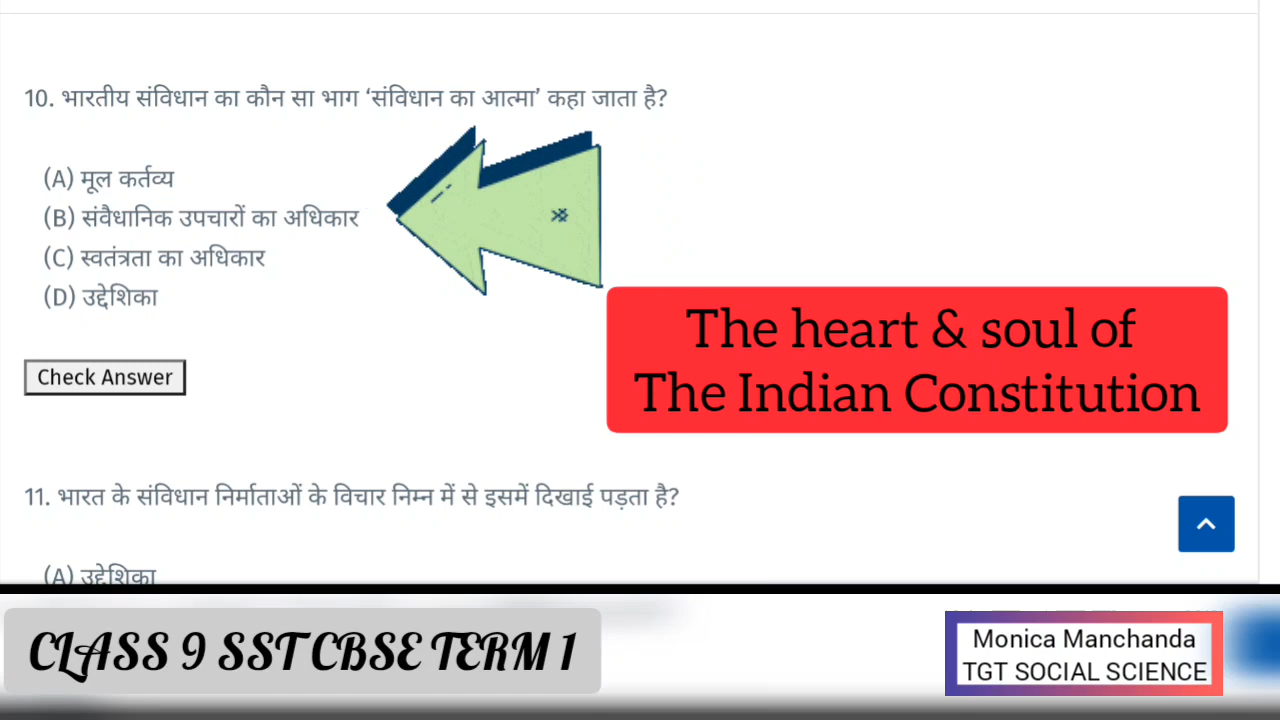 10. भारतीय संविधान का कौन सा भाग ‘संविधान का आत्मा’ कहा जाता है?
(A) मूल कर्तव्य
(B) संवैधानिक उपचारों का अधिकार
(C) स्वतंत्रता का अधिकार
(D) उद्देशिका
The heart & soul of
The Indian Constitution
Check Answer
11. भारत के संविधान निर्माताओं के विचार निम्न में से इसमें दिखाई पड़ता है?
(A) उद्देशिका
CLASS 9 SST CBSE TERM 1
Monica Manchanda
TGT SOCIAL SCIENCE